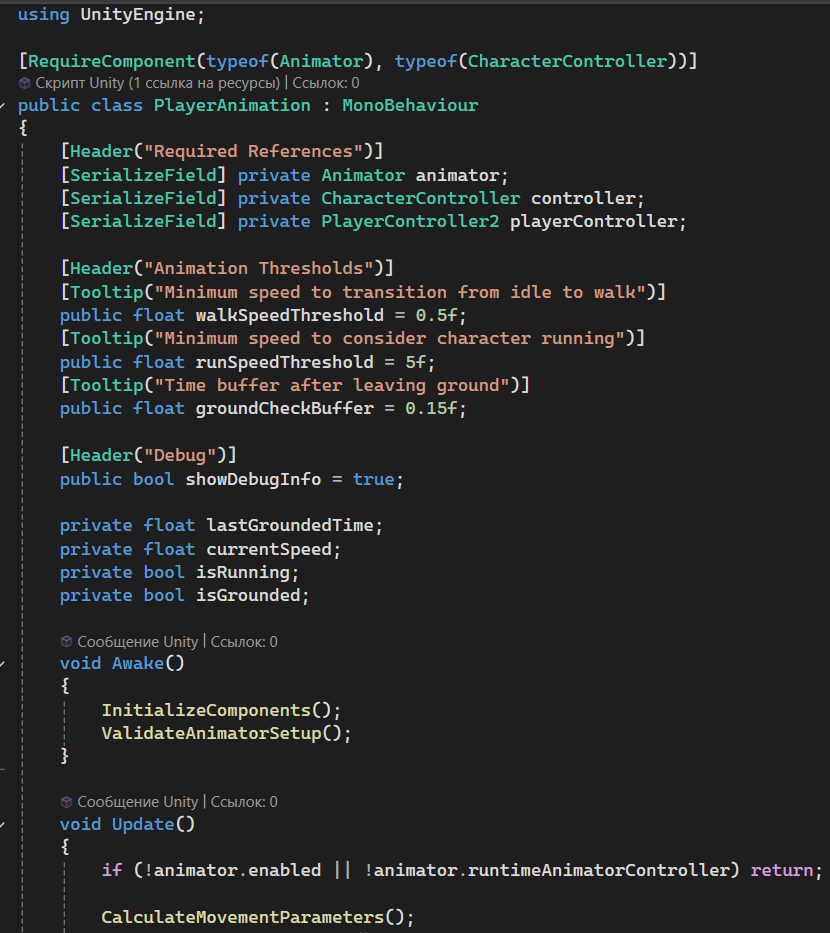 using UnityEngine;
[RequireComponent(typeof(Animator), typeof(CharacterController))]
Скрипт Unity (1 ссылка на ресурсы) | Ссылок: 0
public class PlayerAnimation : MonoBehaviour
{
[Header("Required References")]
[SerializeField] private Animator animator;
[SerializeField] private CharacterController controller;
[SerializeField] private PlayerController2 playerController;
[Header("Animation Thresholds")]
[Tooltip("Minimum speed to transition from idle to walk")]
public float walkSpeedThreshold = 0.5f;
[Tooltip("Minimum speed to consider character running")]
public float runSpeedThreshold = 5f;
[Tooltip("Time buffer after leaving ground")]
public float groundCheckBuffer = 0.15f;
[Header("Debug")]
public bool showDebugInfo = true;
private float lastGroundedTime;
private float currentSpeed;
private bool isRunning;
private bool isGrounded;
Сообщение Unity | Ссылок: 0
void Awake()
{
InitializeComponents();
ValidateAnimatorSetup();
}
Сообщение Unity | Ссылок: 0
void Update()
{
if (!animator.enabled || !animator.runtimeAnimatorController) return;
CalculateMovementParameters();